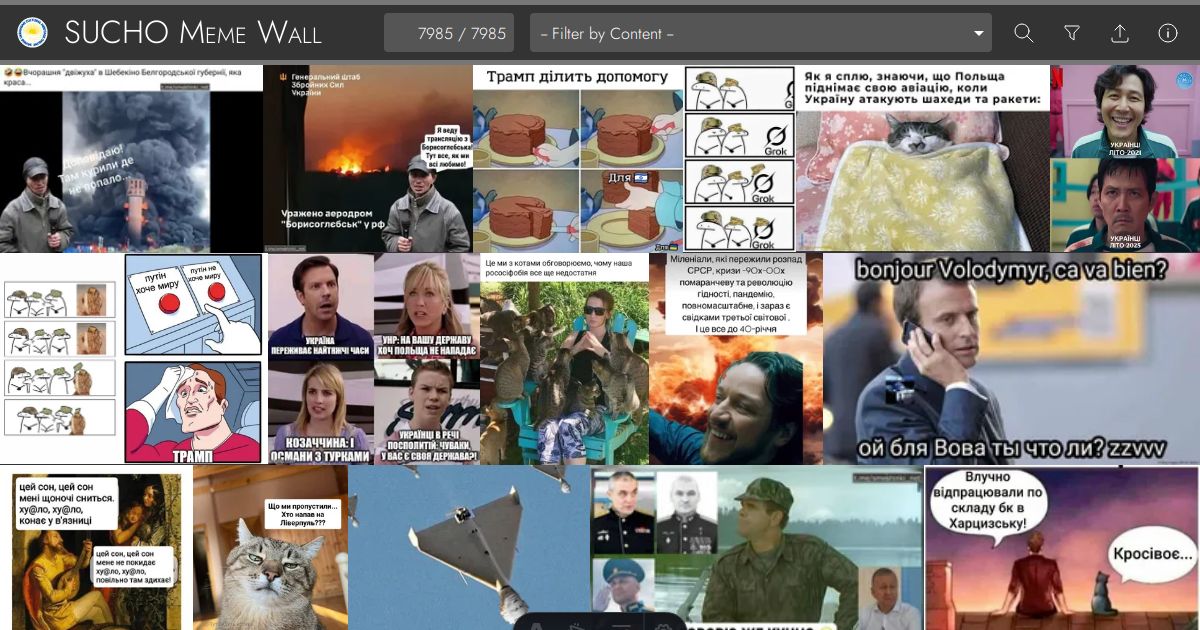 SUCHO Meme Wall
7985 / 7985
-- Filter by Content --
🤣😂Вчорашня "двіжуха" в Шебекіно Белгородської губернії, яка
краса...
Доповідаю!
Там курили де
не попало...
Генеральний штаб
Збройних Сил
України
Я веду
трансляцію з
Борисоглєбська!
Тут все, як ми
всі любимо!
Уражено аеродром
"Борисоглєбськ" у рф
Трамп ділить допомогу
Для 🇮🇱
Для 🇺🇦
Grok
Grok
Grok
Як я сплю, знаючи, що Польща
піднімає свою авіацію, коли
Україну атакують шахеди та ракети:
УКРАЇНЦІ
ЛІТО 2021
УКРАЇНЦІ
ЛІТО 2025
путін
хоче миру
путін не
хоче миру
ТРАМП
УКРАЇНА
ПЕРЕЖИВАЄ НАЙТЯЖЧІ ЧАСИ
УНР: НА ВАШУ ДЕРЖАВУ
ХОЧ ПОЛЬЩА НЕ НАПАДАЄ
КОЗАЧЧИНА: І
ОСМАНИ З ТУРКАМИ
УКРАЇНЦІ В РЕЧІ
ПОСПОЛИТІЙ: ЧУВАКИ,
У ВАС Є СВОЯ ДЕРЖАВА?!
Це ми з котами обговорюємо, чому наша
рособофбія все ще недостатня
Міленіали, які пережили розпад
СРСР, кризи -90х-00х
помаранчеву та революцію
гідності, пандемію,
повномасштабне, і зараз є
свідками третьої світової .
І це все до 40-річчя
bonjour Volodymyr, ca va bien?
ой бля Вова ты что ли? zzvvv
цей сон, цей сон
мені щоночі сниться.
ху@ло, ху@ло,
конає у в'язниці
цей сон, цей сон
мене не покидає
ху@ло, ху@ло,
повільно там здихає!
Що ми пропустили...
Хто напав на
Ліверпуль???
Влучно
відпрацювали по
складу бк в
Харцизську!
Кросівоє...